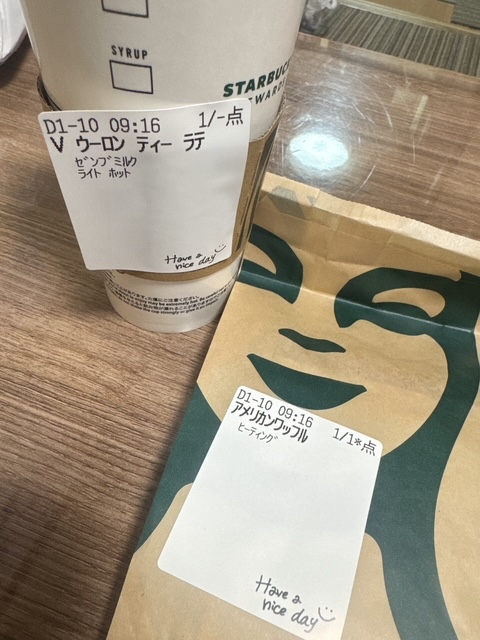 SYRUP
STARBUCKS
REWARDS
D1-10 09:16 1/-点
V ウーロン ティー ラテ
ゼンブミルク
ライト ホット
Have a
nice day
D1-10 09:16
アメリカンワッフル 1/1*点
ヒーティング
Have a
nice day